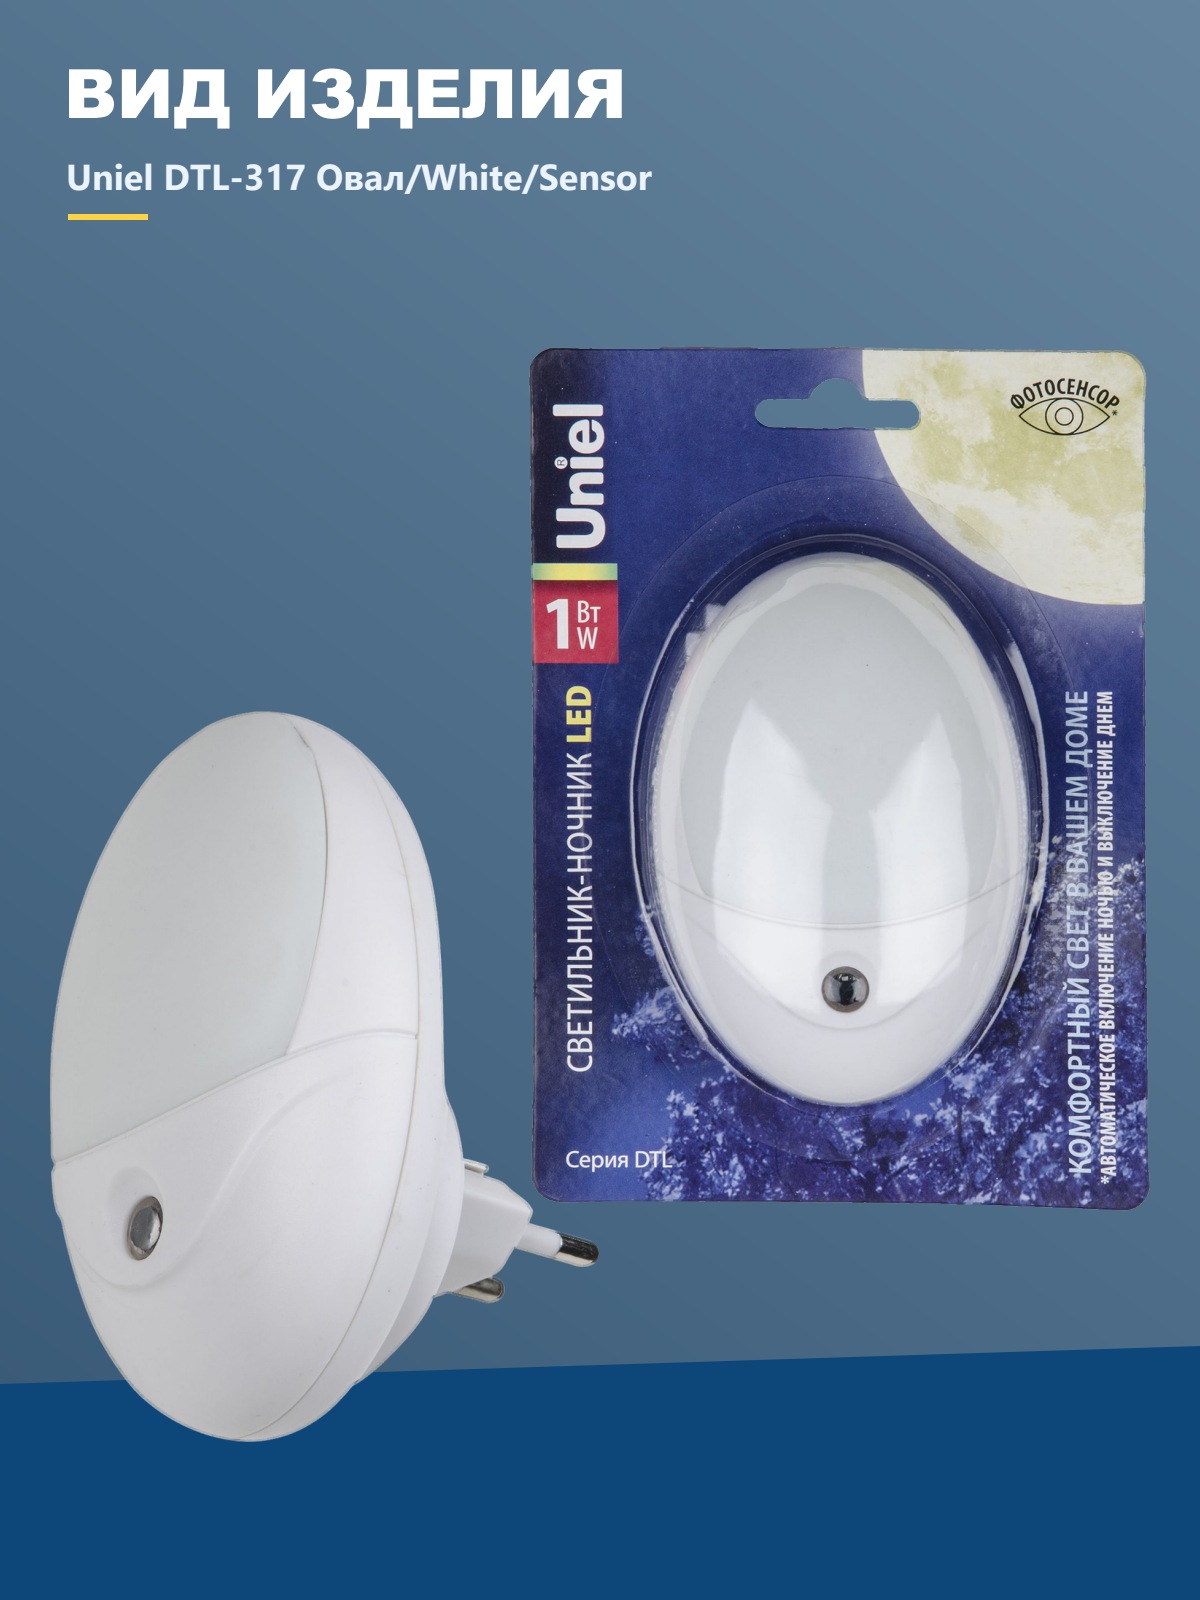 ВИД ИЗДЕЛИЯ
Uniel DTL-317 Овал/White/Sensor
ФОТОСЕНСОР*
Uniel®
1 Вт W
СВЕТИЛЬНИК-НОЧНИК LED
КОМФОРТНЫЙ СВЕТ В ВАШЕМ ДОМЕ
*АВТОМАТИЧЕСКОЕ ВКЛЮЧЕНИЕ НОЧЬЮ И ВЫКЛЮЧЕНИЕ ДНЕМ
Серия DTL